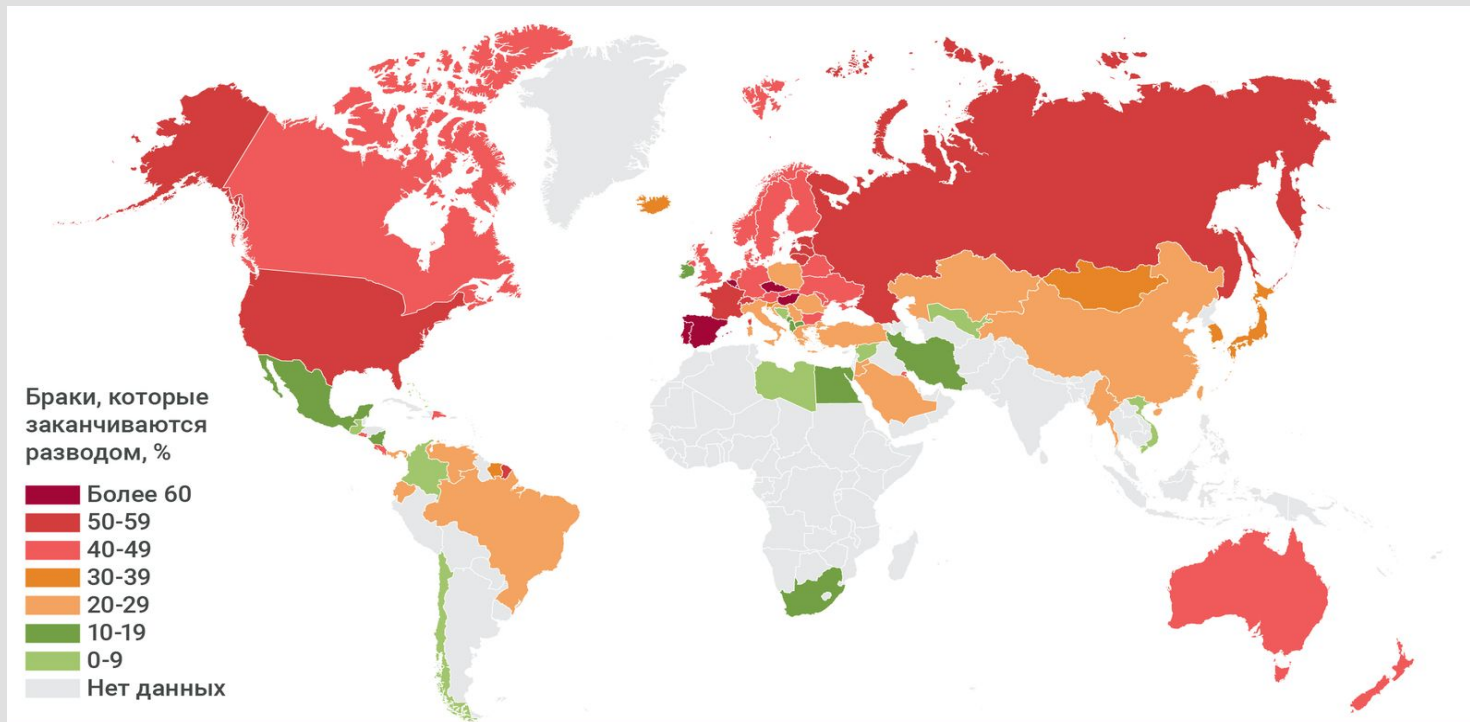 Браки, которые
заканчиваются
разводом, %
Более 60
50-59
40-49
30-39
20-29
10-19
0-9
Нет данных